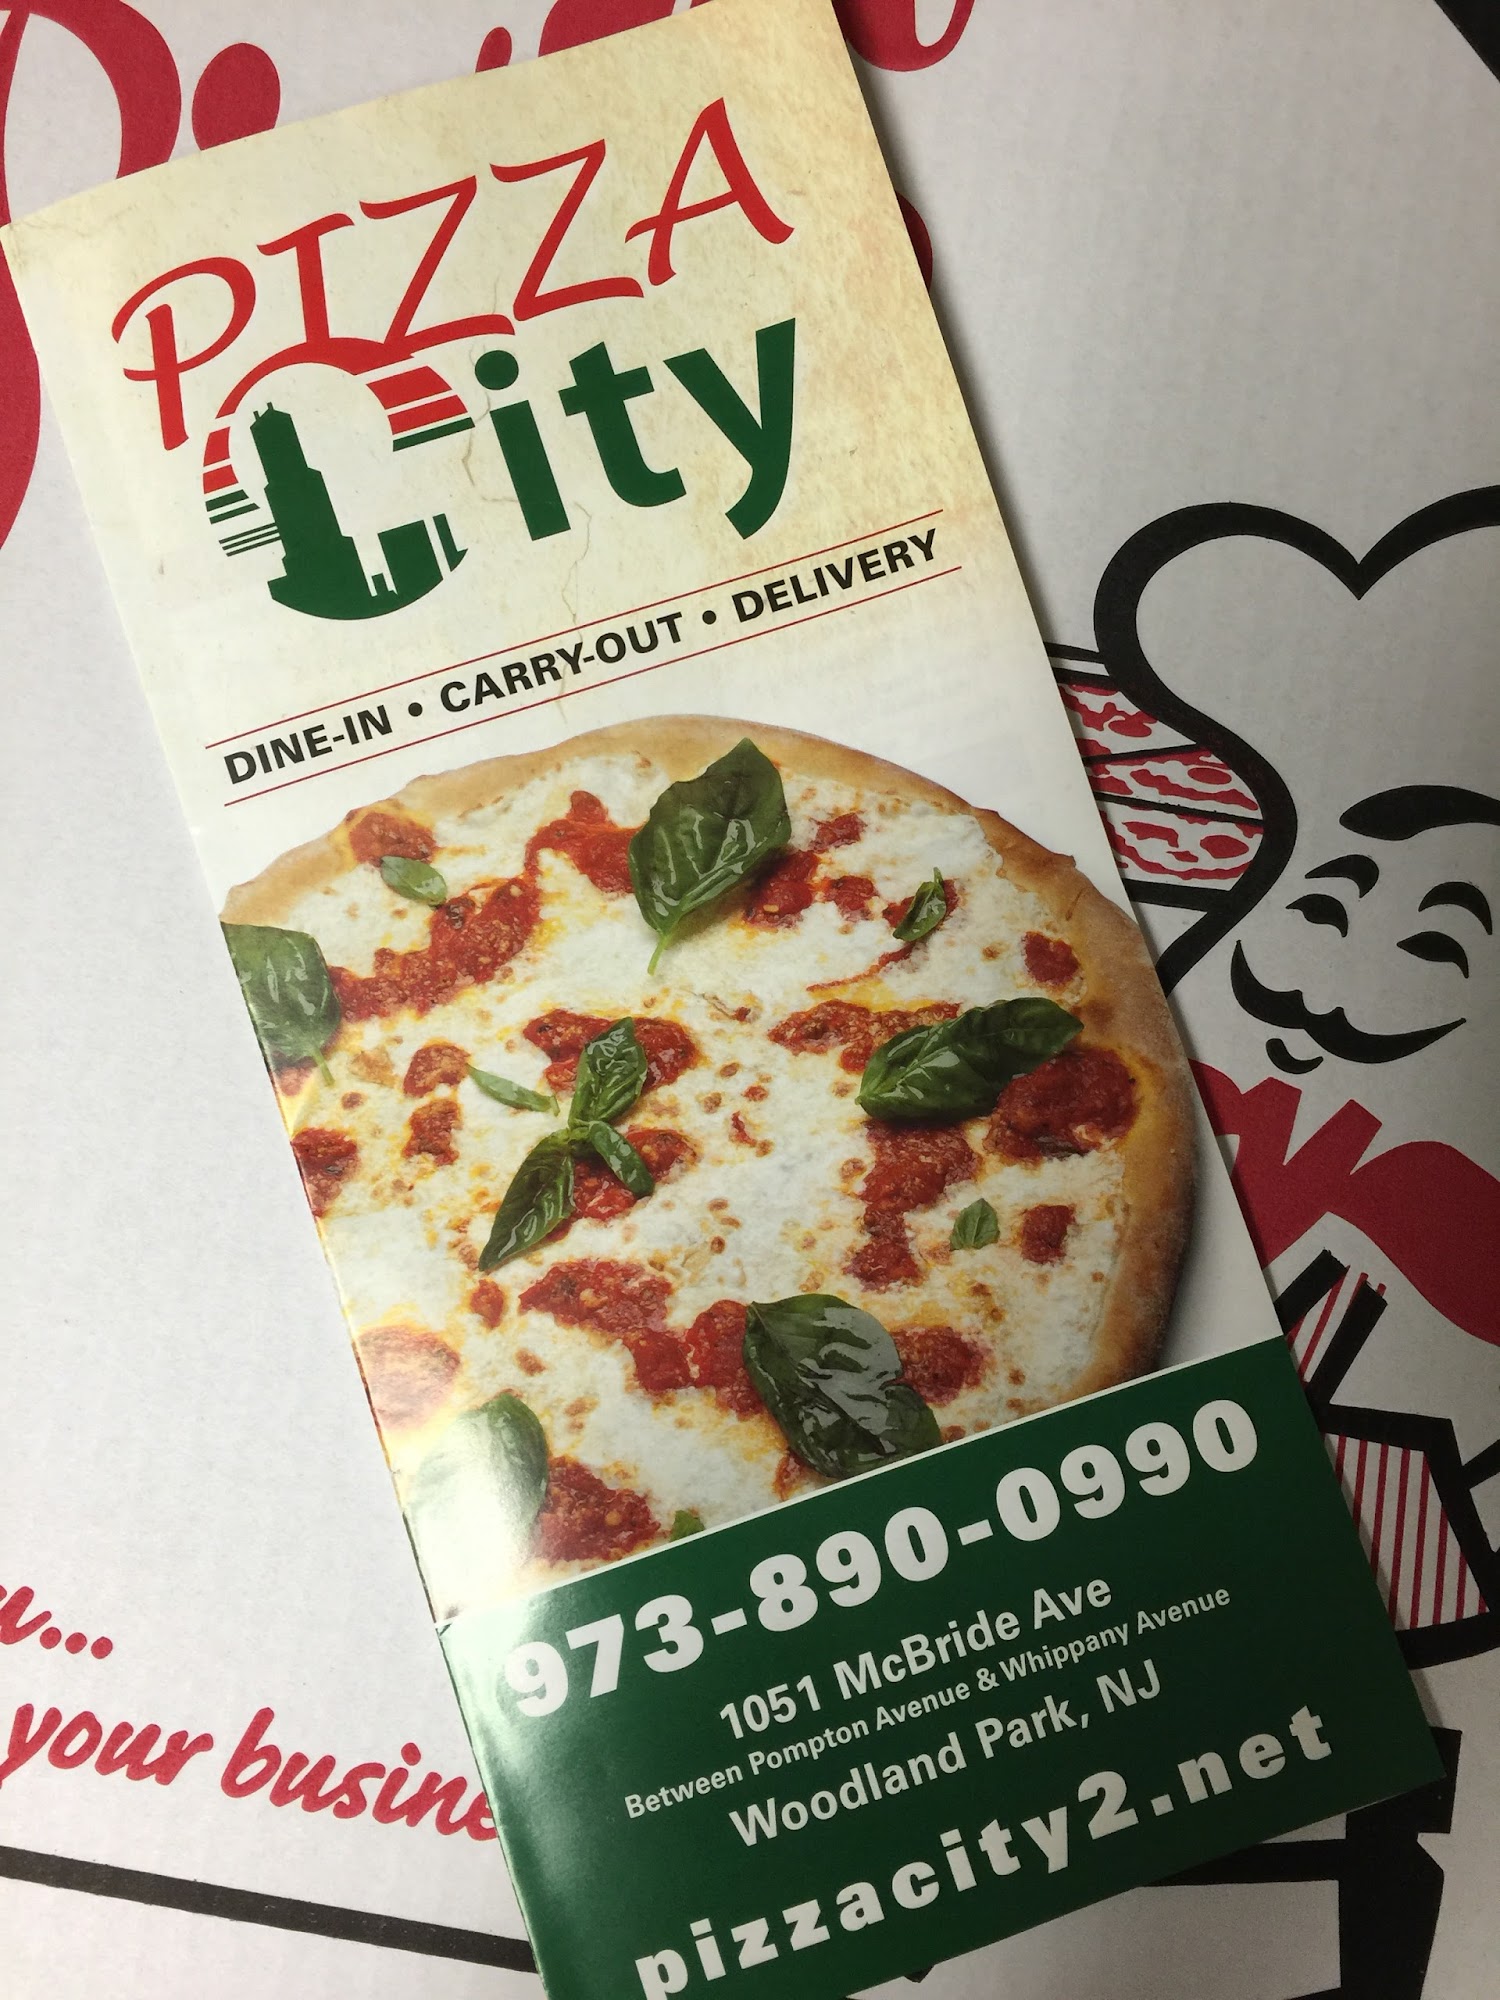 PIZZA
City
DINE-IN • CARRY-OUT • DELIVERY
973-890-0990
1051 McBride Ave
Between Pompton Avenue & Whippany Avenue
Woodland Park, NJ
pizzacity2.net
your